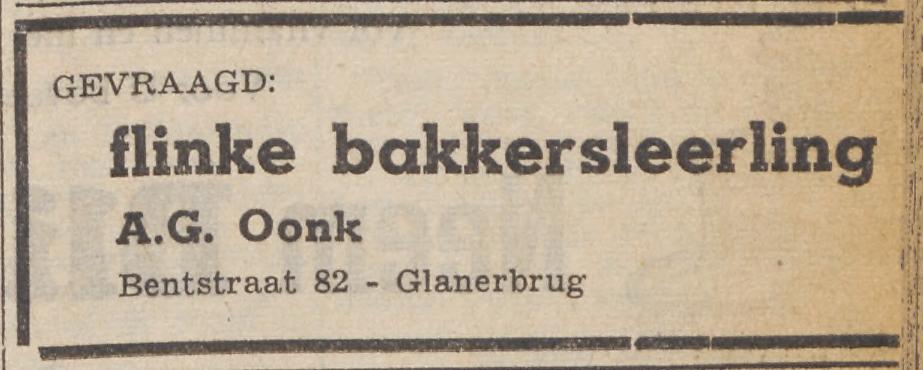 GEVRAAGD:
flinke bakkersleerling
A.G. Oonk
Bentstraat 82 - Glanerbrug